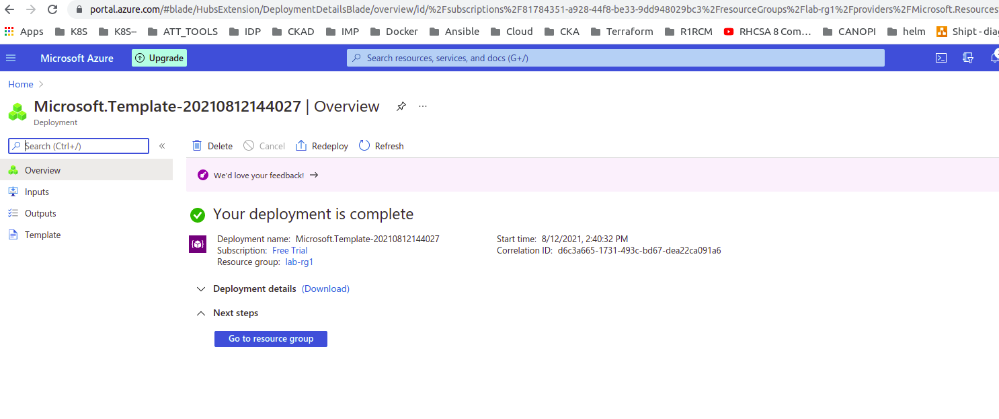 portal.azure.com/#blade/HubsExtension/DeploymentDetailsBlade/overview/id/%2Fsubscriptions%2F81784351-a928-44f8-be33-9dd948029bc3%2FresourceGroups%2Flab-rg1%2Fproviders%2FMicrosoft.Resources
Apps K8S K8S-- ATT_TOOLS IDP CKAD IMP Docker Ansible Cloud CKA Terraform R1RCM RHCSA 8 Com... CANOPI helm Shipt - diag
Microsoft Azure Upgrade Search resources, services, and docs (G+/)
Home
Microsoft.Template-20210812144027 | Overview
Deployment
Search (Ctrl+/) « Delete Cancel Redeploy Refresh
Overview
We'd love your feedback! →
Inputs
Outputs
Template
Your deployment is complete
Deployment name: Microsoft.Template-20210812144027
Subscription: Free Trial
Resource group: lab-rg1
Start time: 8/12/2021, 2:40:32 PM
Correlation ID: d6c3a665-1731-493c-bd67-dea22ca091a6
Deployment details (Download)
Next steps
Go to resource group